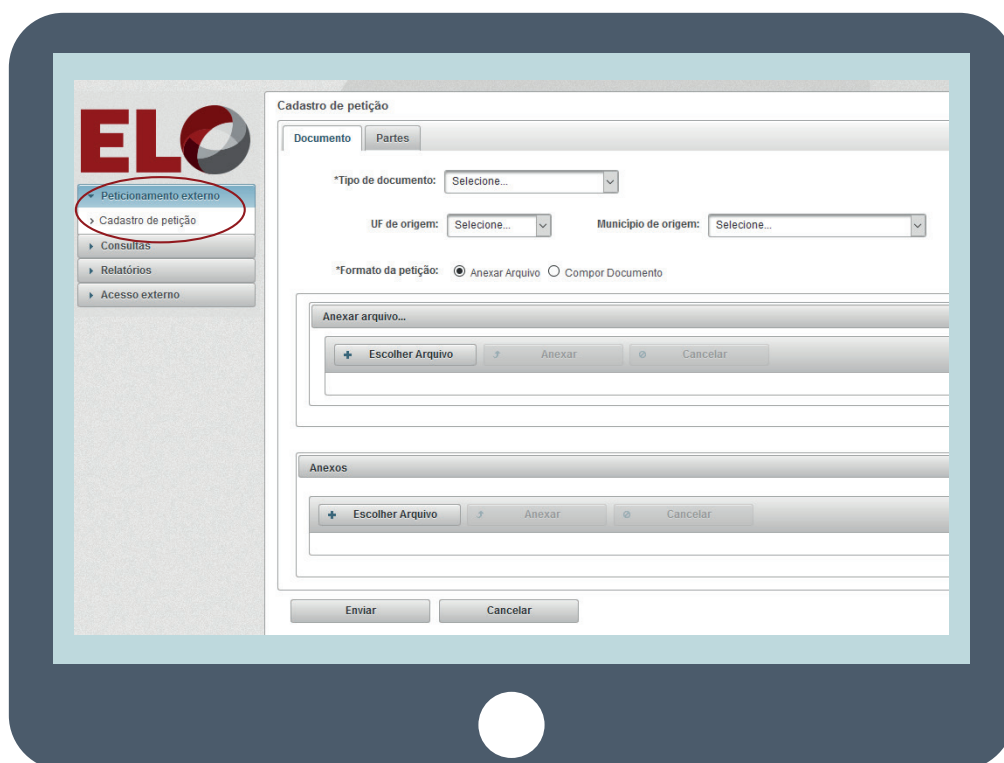 ELO
Peticionamento externo
Cadastro de petição
Consultas
Relatórios
Acesso externo
Cadastro de petição
Documento Partes
*Tipo de documento: Selecione...
UF de origem: Selecione... Município de origem: Selecione...
*Formato da petição: Anexar Arquivo Compor Documento
Anexar arquivo...
Escolher Arquivo Anexar Cancelar
Anexos
Escolher Arquivo Anexar Cancelar
Enviar Cancelar